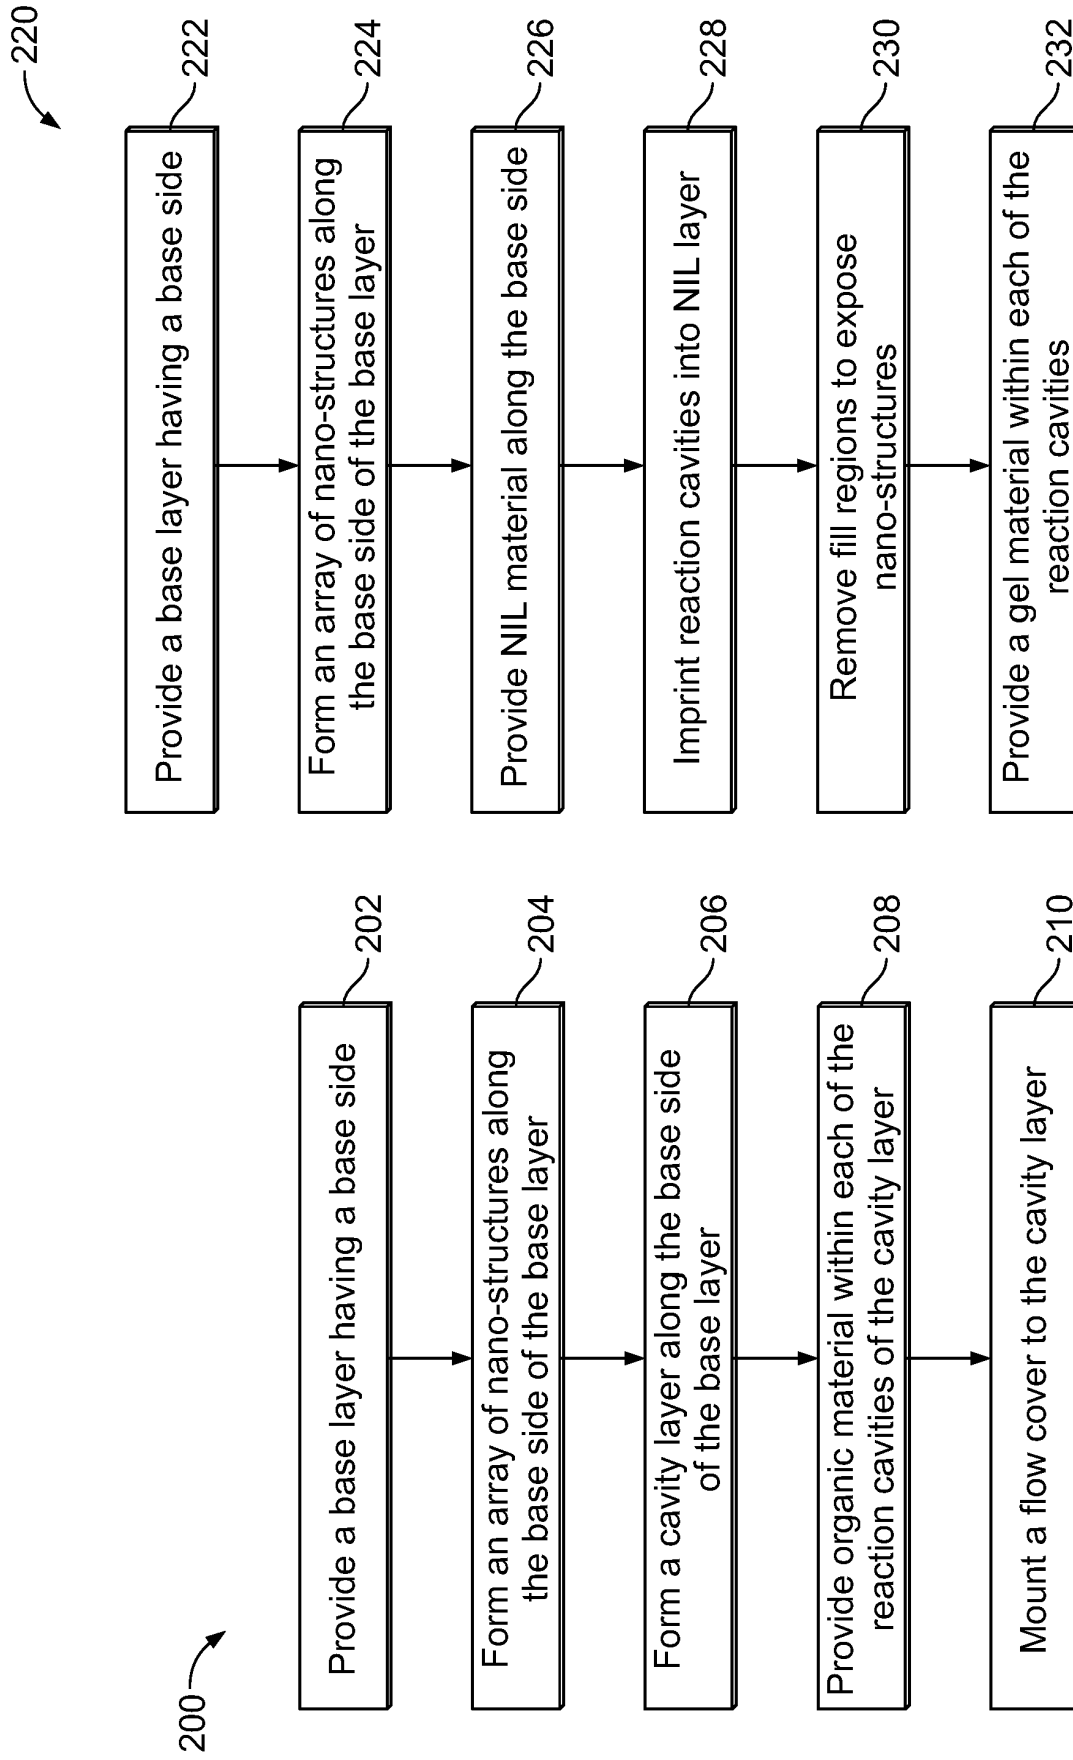 200
Provide a base layer having a base side
202
Form an array of nano-structures along
the base side of the base layer
204
Form a cavity layer along the base side
of the base layer
206
Provide organic material within each of the
reaction cavities of the cavity layer
208
Mount a flow cover to the cavity layer
210
220
Provide a base layer having a base side
222
Form an array of nano-structures along
the base side of the base layer
224
Provide NIL material along the base side
226
Imprint reaction cavities into NIL layer
228
Remove fill regions to expose
nano-structures
230
Provide a gel material within each of the
reaction cavities
232